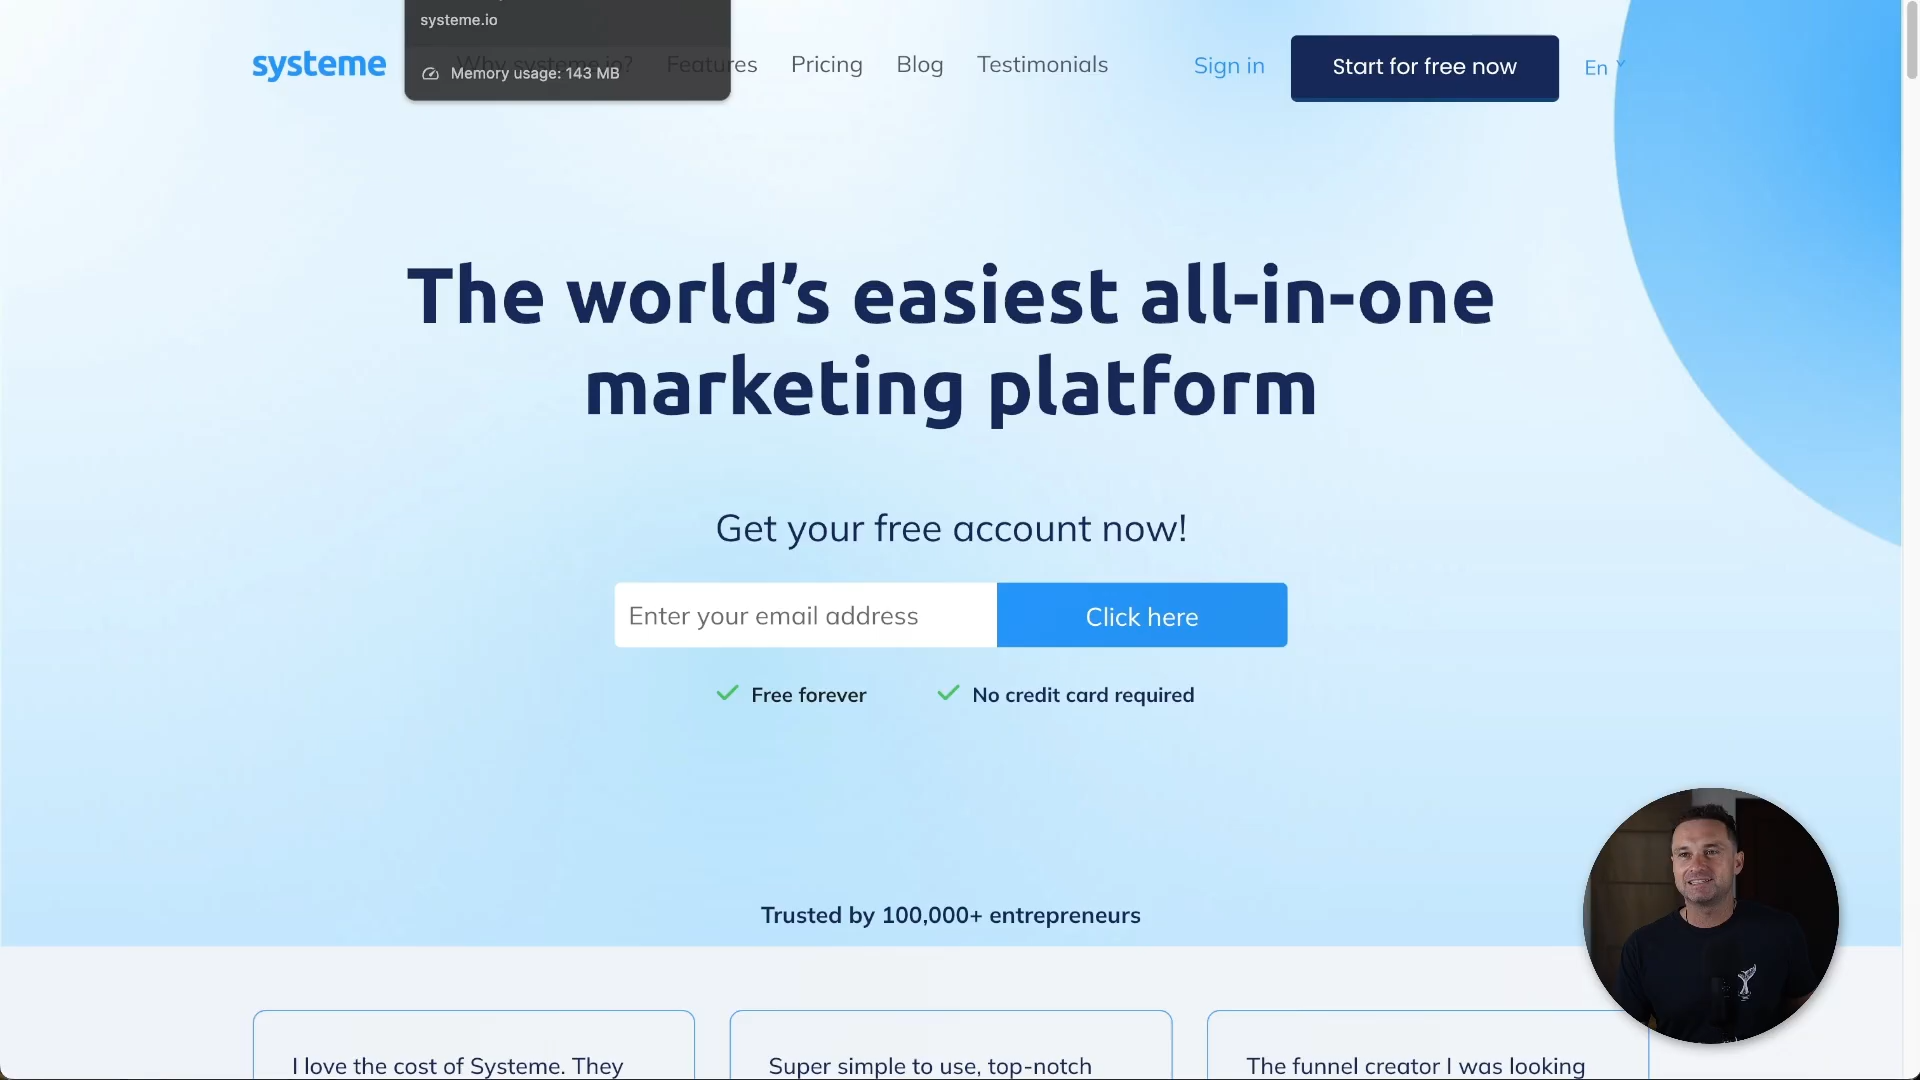 systeme.io
Memory usage: 143 MB
systeme
Why systeme.io?
Features
Pricing
Blog
Testimonials
Sign in
Start for free now
En
The world’s easiest all-in-one
marketing platform
Get your free account now!
Enter your email address
Click here
Free forever
No credit card required
Trusted by 100,000+ entrepreneurs
I love the cost of Systeme. They
Super simple to use, top-notch
The funnel creator I was looking